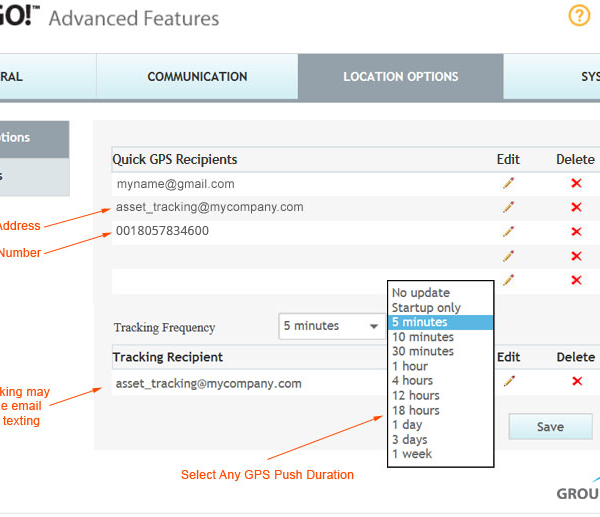 GO!™ Advanced Features
?
RAL COMMUNICATION LOCATION OPTIONS SYS
tions
s
Quick GPS Recipients Edit Delete
myname@gmail.com
asset_tracking@mycompany.com
Address
0018057834600
Number
No update
Startup only
Tracking Frequency 5 minutes 5 minutes
10 minutes
30 minutes
Tracking Recipient 1 hour Edit Delete
4 hours
asset_tracking@mycompany.com
king may
e email
texting
12 hours
18 hours
1 day
Save
3 days
1 week
Select Any GPS Push Duration
GROU